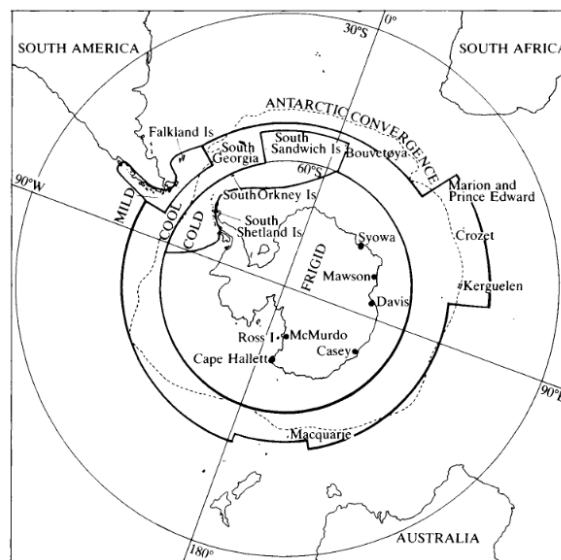 SOUTH AMERICA
0°
30°S
SOUTH AFRICA
ANTARCTIC CONVERGENCE
Falkland Is
South
Georgia
South
Sandwich Is
Bouvetøya
60°S
90°W
MILD
COOL
COLD
South Orkney Is
South
Shetland Is
Marion and
Prince Edward
Crozet
Syowa
FRIGID
Mawson
Kerguelen
Davis
Ross I
McMurdo
Casey
Cape Hallett
90°E
Macquarie
180°
AUSTRALIA